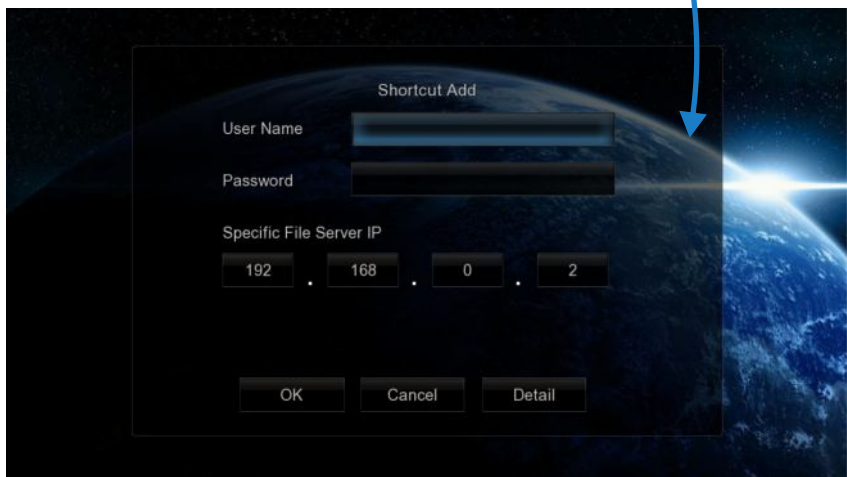 Shortcut Add
User Name
Password
Specific File Server IP
192 . 168 . 0 . 2
OK Cancel Detail